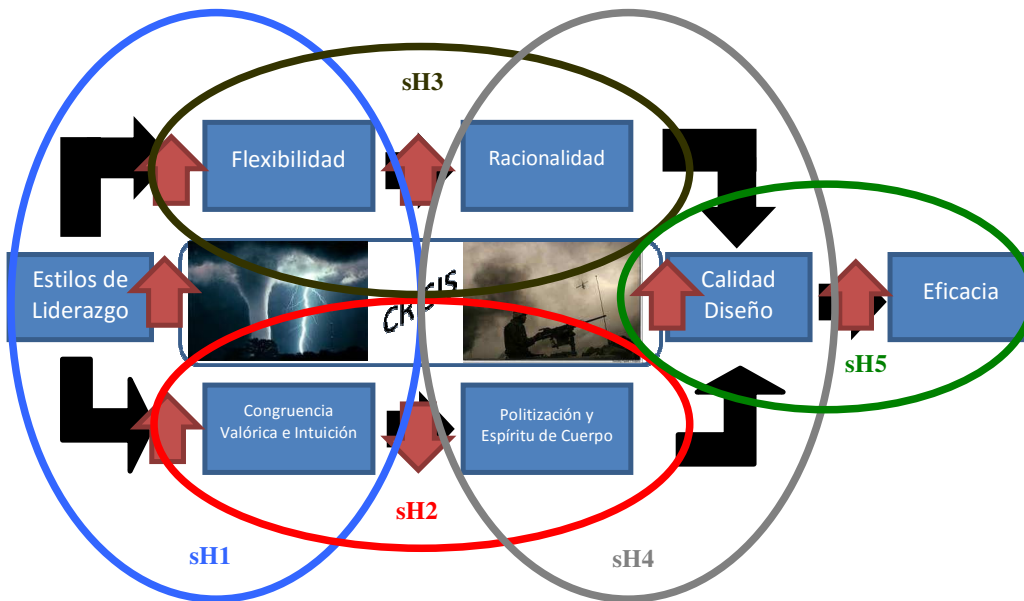 sH3
Flexibilidad
Racionalidad
Estilos de
Liderazgo
CRISIS
Calidad
Diseño
Eficacia
sH5
Congruencia
Valórica e Intuición
Politización y
Espíritu de Cuerpo
sH2
sH1
sH4